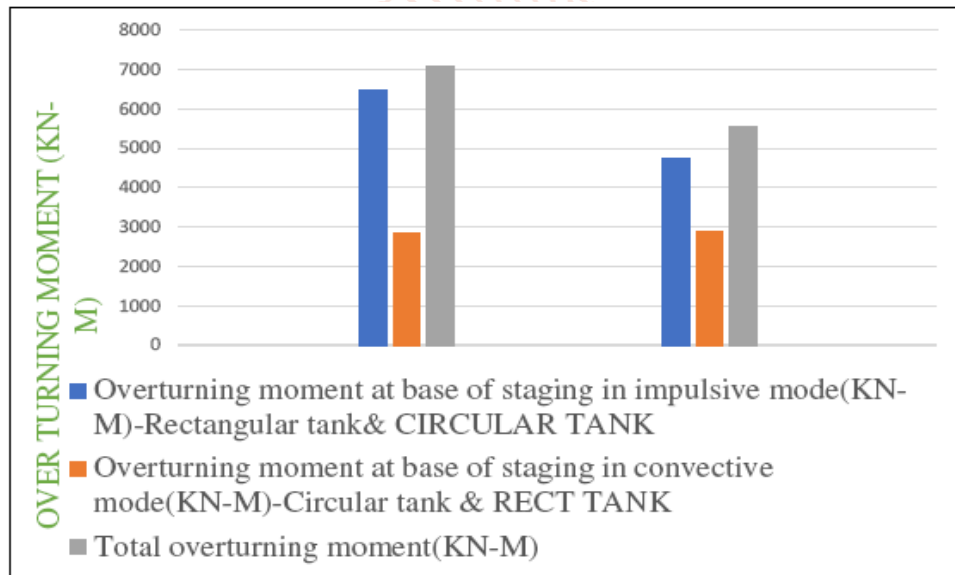 8000
7000
6000
5000
4000
3000
2000
1000
0
OVER TURNING MOMENT (KN-
M)
Overturning moment at base of staging in impulsive mode(KN-
M)-Rectangular tank& CIRCULAR TANK
Overturning moment at base of staging in convective
mode(KN-M)-Circular tank & RECT TANK
Total overturning moment(KN-M)